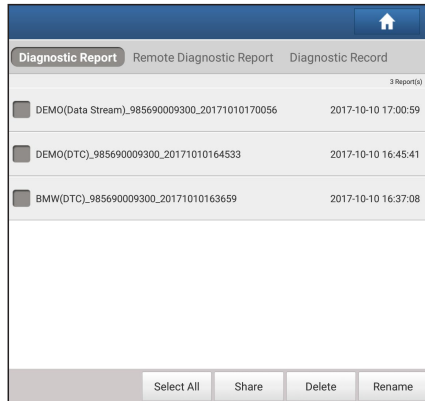 Diagnostic Report Remote Diagnostic Report Diagnostic Record
3 Report(s)
DEMO(Data Stream)_985690009300_20171010170056 2017-10-10 17:00:59
DEMO(DTC)_985690009300_20171010164533 2017-10-10 16:45:41
BMW(DTC)_985690009300_20171010163659 2017-10-10 16:37:08
Select All Share Delete Rename